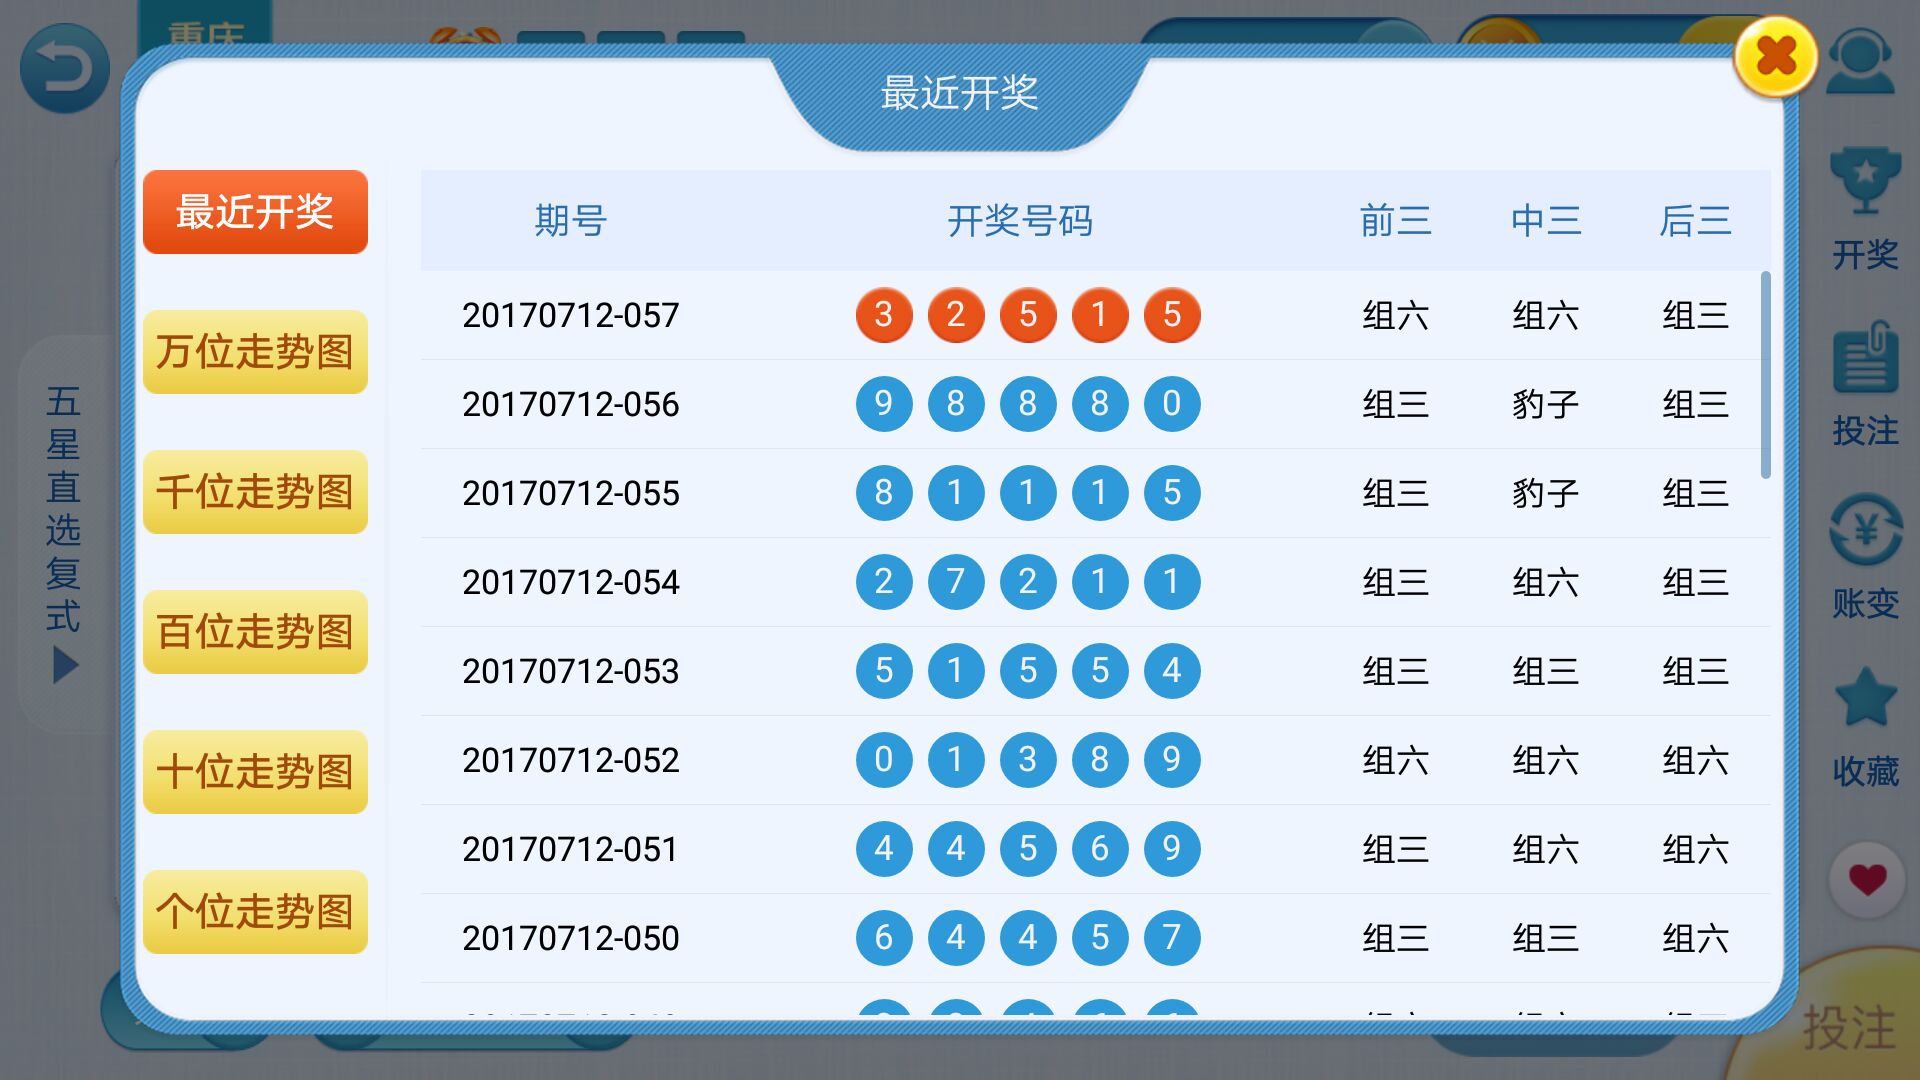 重庆
最近开奖
最近开奖
万位走势图
千位走势图
百位走势图
十位走势图
个位走势图
期号 开奖号码 前三 中三 后三
20170712-057 3 2 5 1 5 组六 组六 组三
20170712-056 9 8 8 8 0 组三 豹子 组三
20170712-055 8 1 1 1 5 组三 豹子 组三
20170712-054 2 7 2 1 1 组三 组六 组三
20170712-053 5 1 5 5 4 组三 组三 组三
20170712-052 0 1 3 8 9 组六 组六 组六
20170712-051 4 4 5 6 9 组三 组六 组六
20170712-050 6 4 4 5 7 组三 组三 组六
五星直选复式
开奖
投注
账变
收藏
投注